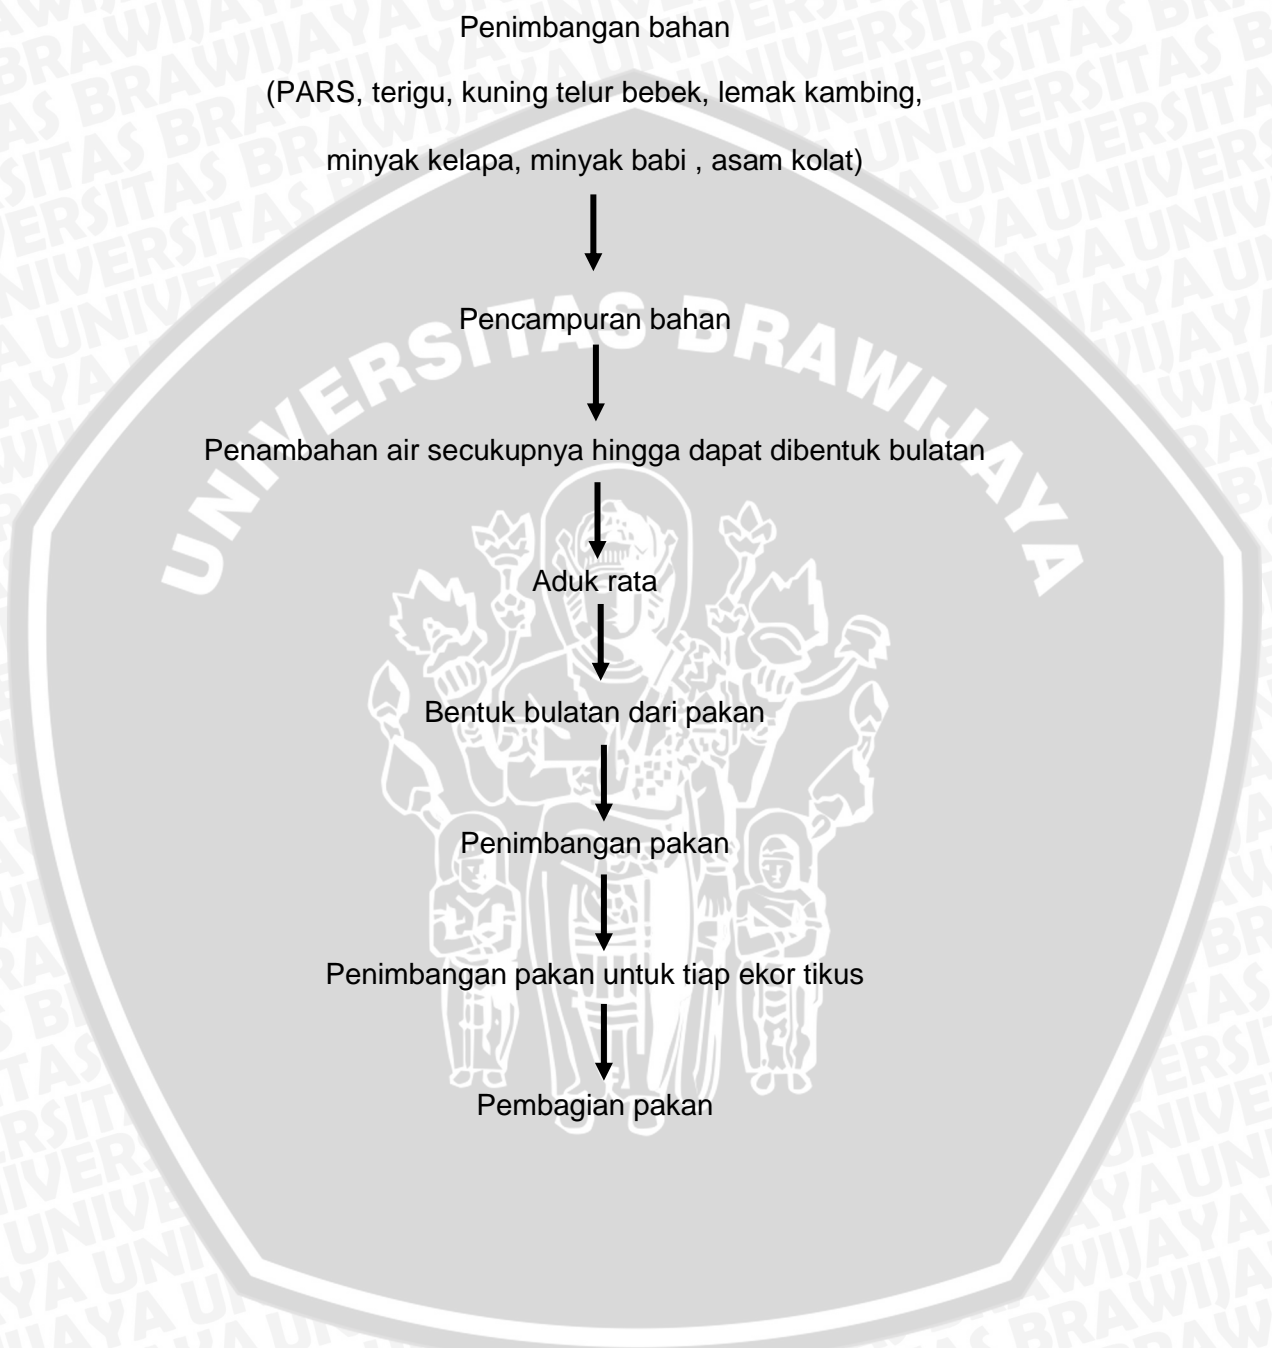 Penimbangan bahan
(PARS, terigu, kuning telur bebek, lemak kambing,
minyak kelapa, minyak babi , asam kolat)
Pencampuran bahan
UNIVERSITAS BRAWIJAYA
Penambahan air secukupnya hingga dapat dibentuk bulatan
Aduk rata
Bentuk bulatan dari pakan
Penimbangan pakan
Penimbangan pakan untuk tiap ekor tikus
Pembagian pakan